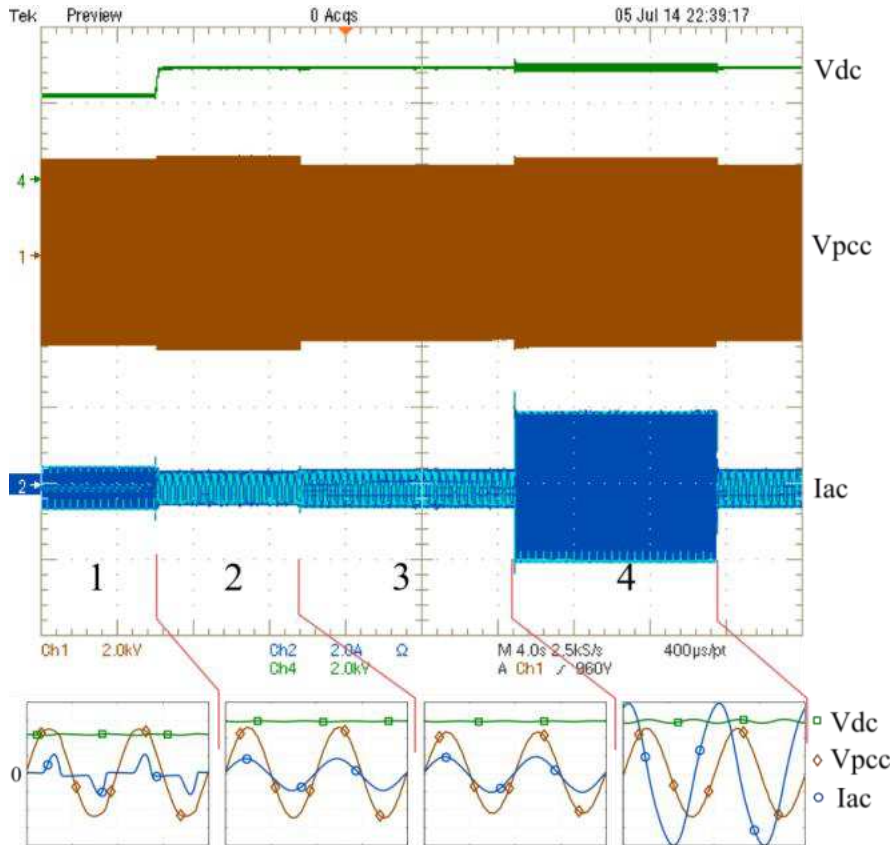 Tek Preview 0 Acqs 05 Jul 14 22:39:17
Vdc
4
Vpcc
1
2
Iac
1 2 3 4
Ch1 2.0kV Ch2 2.0A Ω M 4.0s 2.5kS/s 400µs/pt
Ch4 2.0kV A Ch1 ∫ 960V
Vdc
0
Vpcc
Iac